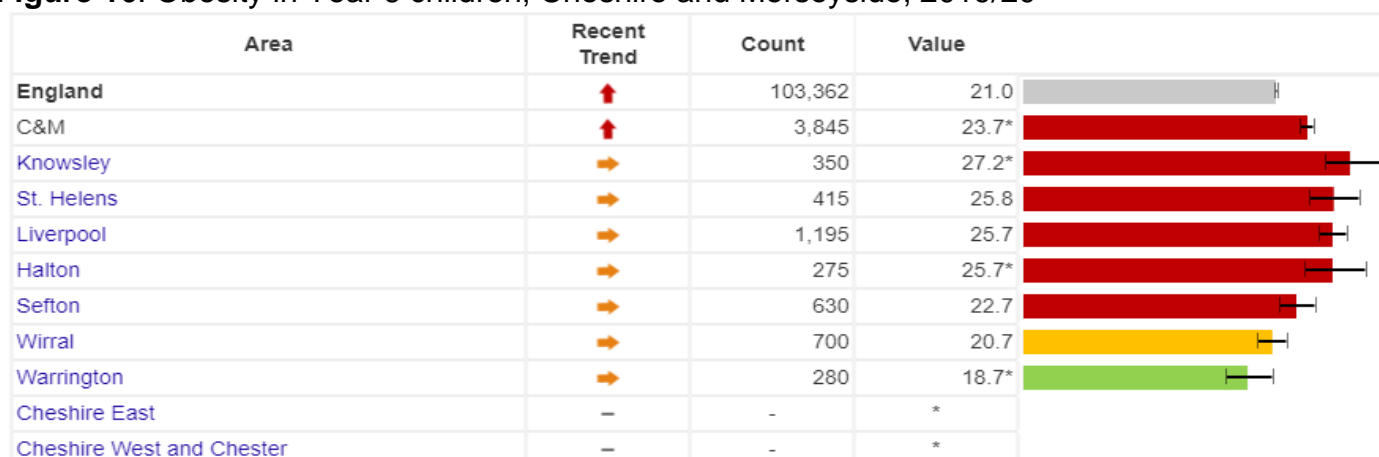 Area Recent Trend Count Value
England 103,362 21.0
C&M 3,845 23.7*
Knowsley 350 27.2*
St. Helens 415 25.8
Liverpool 1,195 25.7
Halton 275 25.7*
Sefton 630 22.7
Wirral 700 20.7
Warrington 280 18.7*
Cheshire East – - *
Cheshire West and Chester – - *